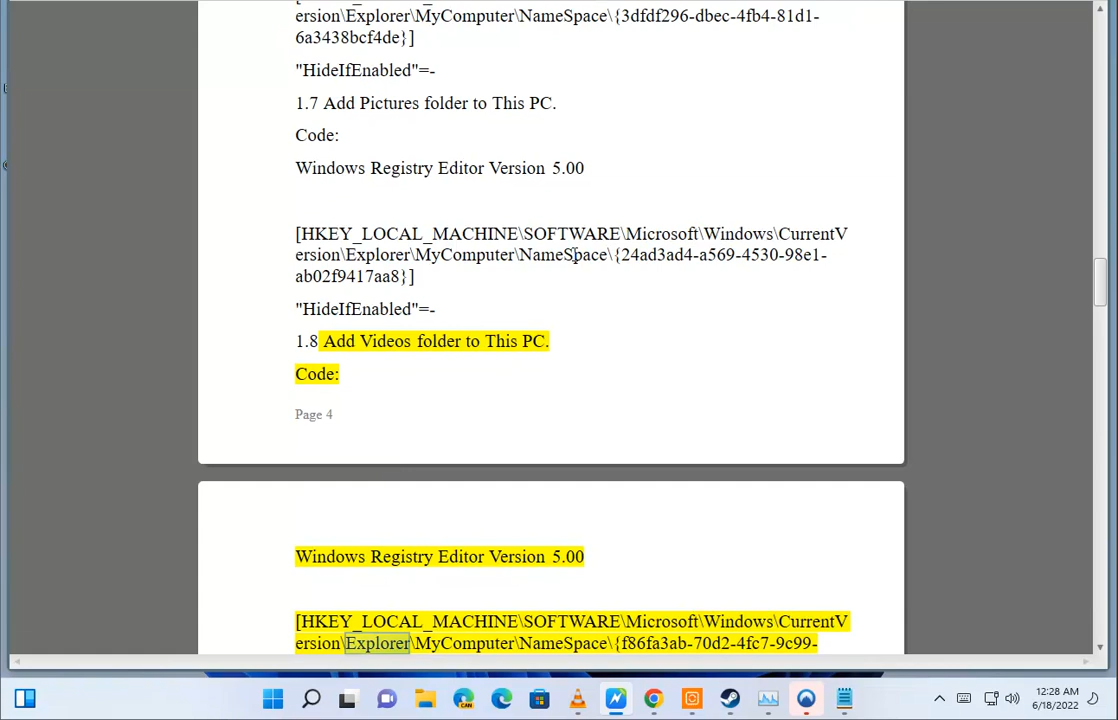 ersion\Explorer\MyComputer\NameSpace\{3dfdf296-dbec-4fb4-81d1-
6a3438bcf4de}]
"HideIfEnabled"=-
1.7 Add Pictures folder to This PC.
Code:
Windows Registry Editor Version 5.00
[HKEY_LOCAL_MACHINE\SOFTWARE\Microsoft\Windows\CurrentV
ersion\Explorer\MyComputer\NameSpace\{24ad3ad4-a569-4530-98e1-
ab02f9417aa8}]
"HideIfEnabled"=-
1.8 Add Videos folder to This PC.
Code:
Page 4
Windows Registry Editor Version 5.00
[HKEY_LOCAL_MACHINE\SOFTWARE\Microsoft\Windows\CurrentV
ersion\Explorer\MyComputer\NameSpace\{f86fa3ab-70d2-4fc7-9c99-
CAN
12:28 AM
6/18/2022